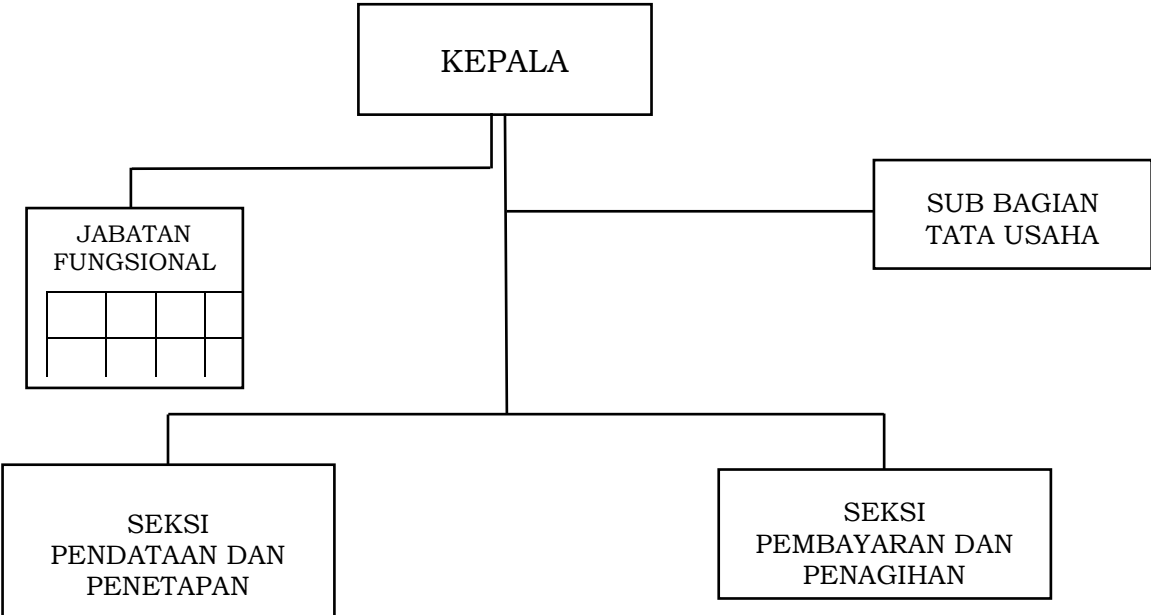 KEPALA
SUB BAGIAN
TATA USAHA
JABATAN
FUNGSIONAL
SEKSI
PENDATAAN DAN
PENETAPAN
SEKSI
PEMBAYARAN DAN
PENAGIHAN